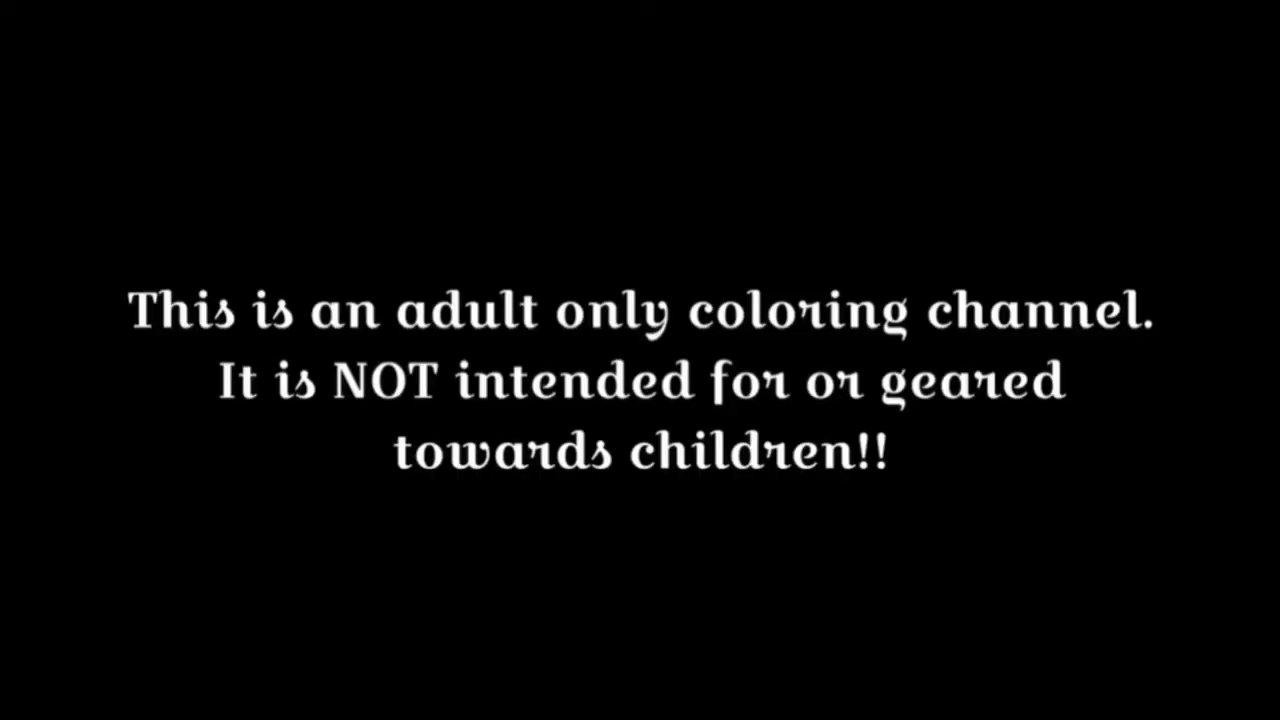 This is an adult only coloring channel.
It is NOT intended for or geared
towards children!!